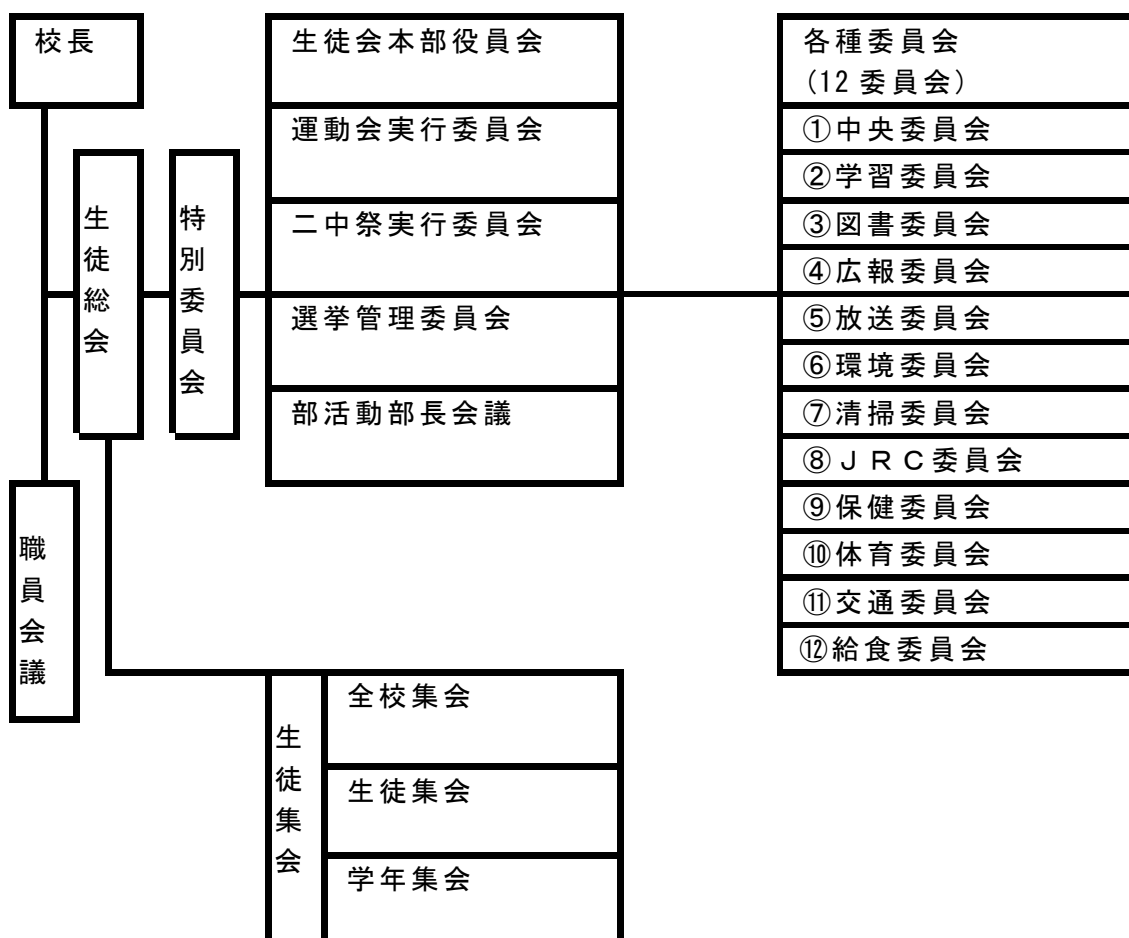 校長
生徒総会
特別委員会
職員会議
生徒会本部役員会
運動会実行委員会
二中祭実行委員会
選挙管理委員会
部活動部長会議
各種委員会
(12委員会)
①中央委員会
②学習委員会
③図書委員会
④広報委員会
⑤放送委員会
⑥環境委員会
⑦清掃委員会
⑧ＪＲＣ委員会
⑨保健委員会
⑩体育委員会
⑪交通委員会
⑫給食委員会
生徒集会
全校集会
生徒集会
学年集会